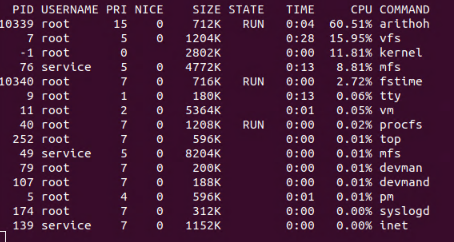 PID USERNAME PRI NICE SIZE STATE TIME CPU COMMAND
10339 root 15 0 712K RUN 0:04 60.51% arithoh
7 root 5 0 1204K 0:28 15.95% vfs
-1 root 0 2802K 0:00 11.81% kernel
76 service 5 0 4772K 0:13 8.81% mfs
10340 root 7 0 716K RUN 0:00 2.72% fstime
9 root 1 0 180K 0:13 0.06% tty
11 root 2 0 5364K 0:01 0.05% vm
40 root 7 0 1208K RUN 0:00 0.02% procfs
252 root 7 0 596K 0:00 0.01% top
49 service 5 0 8204K 0:00 0.01% mfs
79 root 7 0 200K 0:00 0.01% devman
107 root 7 0 188K 0:00 0.01% devmand
5 root 4 0 596K 0:01 0.01% pm
174 root 7 0 312K 0:00 0.00% syslogd
139 service 7 0 1152K 0:00 0.00% inet